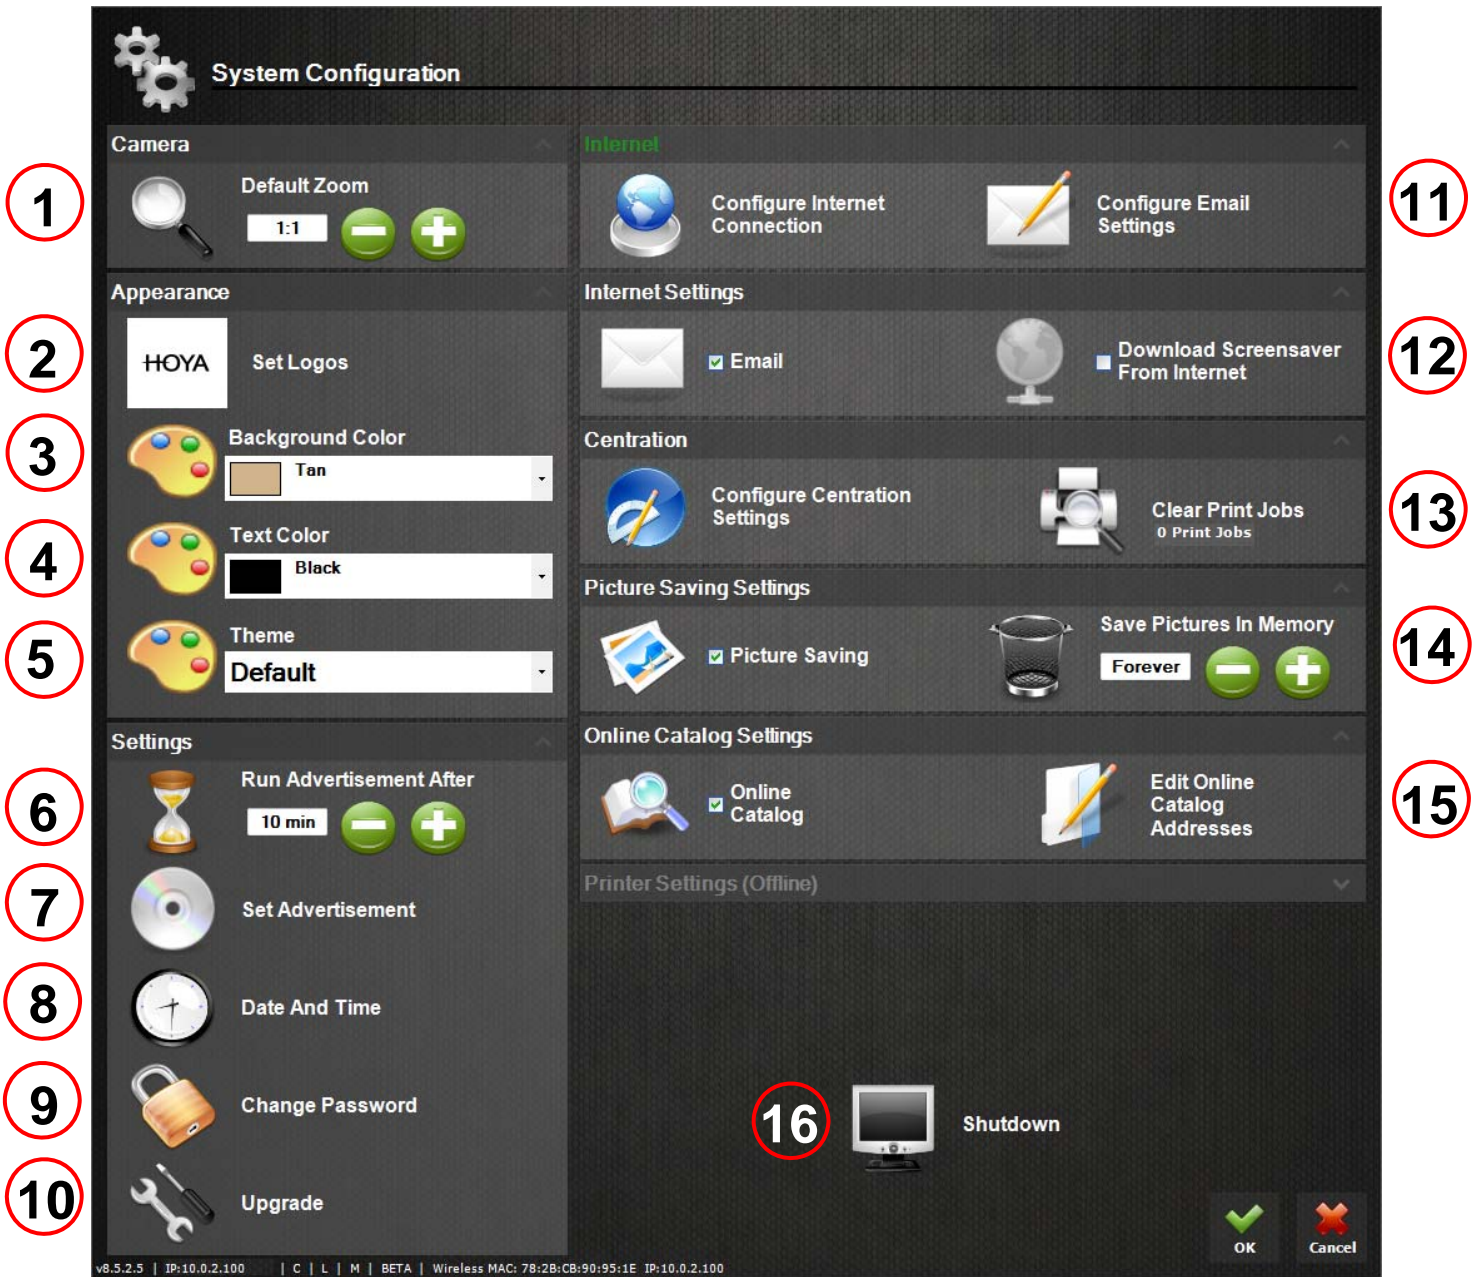 System Configuration
Camera
1
Default Zoom
1:1
Appearance
2
HOYA
Set Logos
3
Background Color
Tan
4
Text Color
Black
5
Theme
Default
Settings
6
Run Advertisement After
10 min
7
Set Advertisement
8
Date And Time
9
Change Password
10
Upgrade
Internet
Configure Internet
Connection
Configure Email
Settings
11
Internet Settings
Email
Download Screensaver
From Internet
12
Centration
Configure Centration
Settings
Clear Print Jobs
0 Print Jobs
13
Picture Saving Settings
Picture Saving
Save Pictures In Memory
Forever
14
Online Catalog Settings
Online
Catalog
Edit Online
Catalog
Addresses
15
Printer Settings (Offline)
16
Shutdown
OK
Cancel
v8.5.2.5 | IP:10.0.2.100 | C | L | M | BETA | Wireless MAC: 78:2B:CB:90:95:1E IP:10.0.2.100